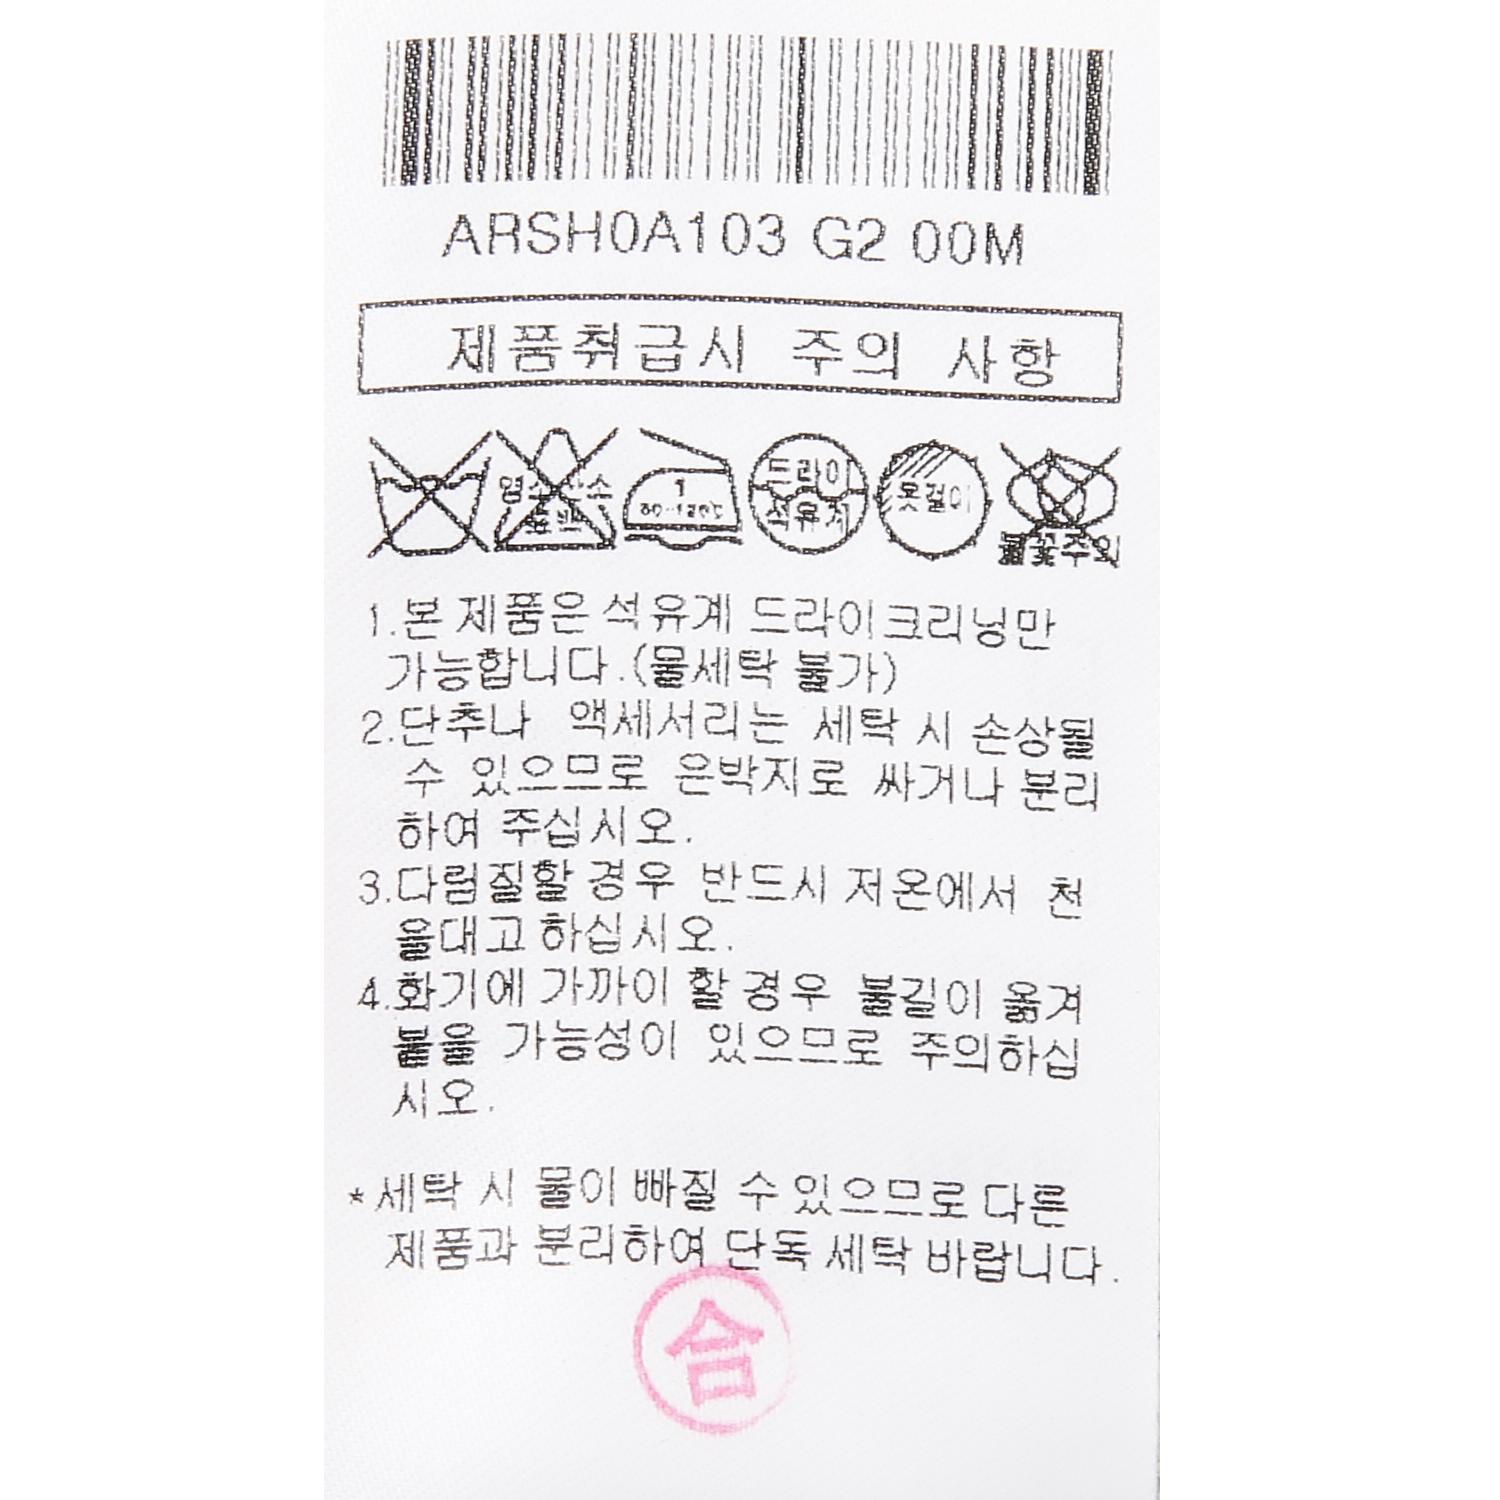 ARSH0A103 G2 00M
제품취급시 주의 사항
염소산소 표백
1 80-120℃
드라이 석유계
옷걸이
불꽃주의
1.본 제품은 석유계 드라이크리닝만
가능합니다.(물세탁 불가)
2.단추나 액세서리는 세탁 시 손상될
수 있으므로 은박지로 싸거나 분리
하여 주십시오.
3.다림질할 경우 반드시 저온에서 천
을대고 하십시오.
4.화기에 가까이 할 경우 불길이 옮겨
붙을 가능성이 있으므로 주의하십
시오.
*세탁 시 물이 빠질 수 있으므로 다른
제품과 분리하여 단독 세탁 바랍니다.
合